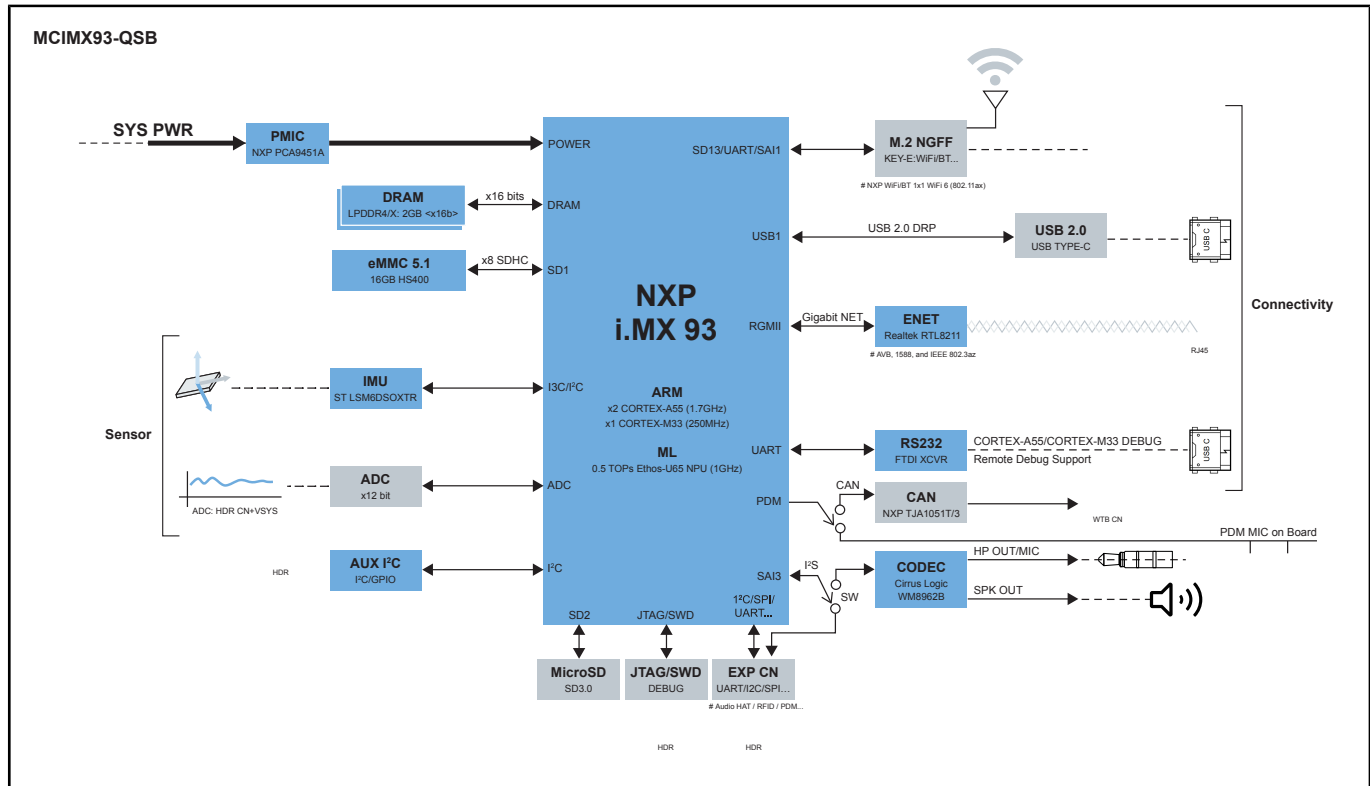 MCIMX93-QSB
SYS PWR
PMIC
NXP PCA9451A
POWER
DRAM
LPDDR4/X: 2GB <x16b>
x16 bits
DRAM
eMMC 5.1
16GB HS400
x8 SDHC
SD1
Sensor
IMU
ST LSM6DSOXTR
I3C/I²C
ADC: HDR CN+VSYS
ADC
x12 bit
ADC
HDR
AUX I²C
I²C/GPIO
I²C
NXP
i.MX 93
ARM
x2 CORTEX-A55 (1.7GHz)
x1 CORTEX-M33 (250MHz)
ML
0.5 TOPs Ethos-U65 NPU (1GHz)
SD13/UART/SAI1
M.2 NGFF
KEY-E:WiFi/BT...
# NXP WiFi/BT 1x1 WiFi 6 (802.11ax)
USB1
USB 2.0 DRP
USB 2.0
USB TYPE-C
USB C
Connectivity
RGMII
Gigabit NET
ENET
Realtek RTL8211
# AVB, 1588, and IEEE 802.3az
RJ45
UART
RS232
FTDI XCVR
CORTEX-A55/CORTEX-M33 DEBUG
Remote Debug Support
USB C
PDM
CAN
CAN
NXP TJA1051T/3
WTB CN
PDM MIC on Board
SAI3
I²S
SW
CODEC
Cirrus Logic
WM8962B
HP OUT/MIC
SPK OUT
SD2
JTAG/SWD
1²C/SPI/
UART...
MicroSD
SD3.0
JTAG/SWD
DEBUG
EXP CN
UART/I2C/SPI...
# Audio HAT / RFID / PDM...
HDR
HDR